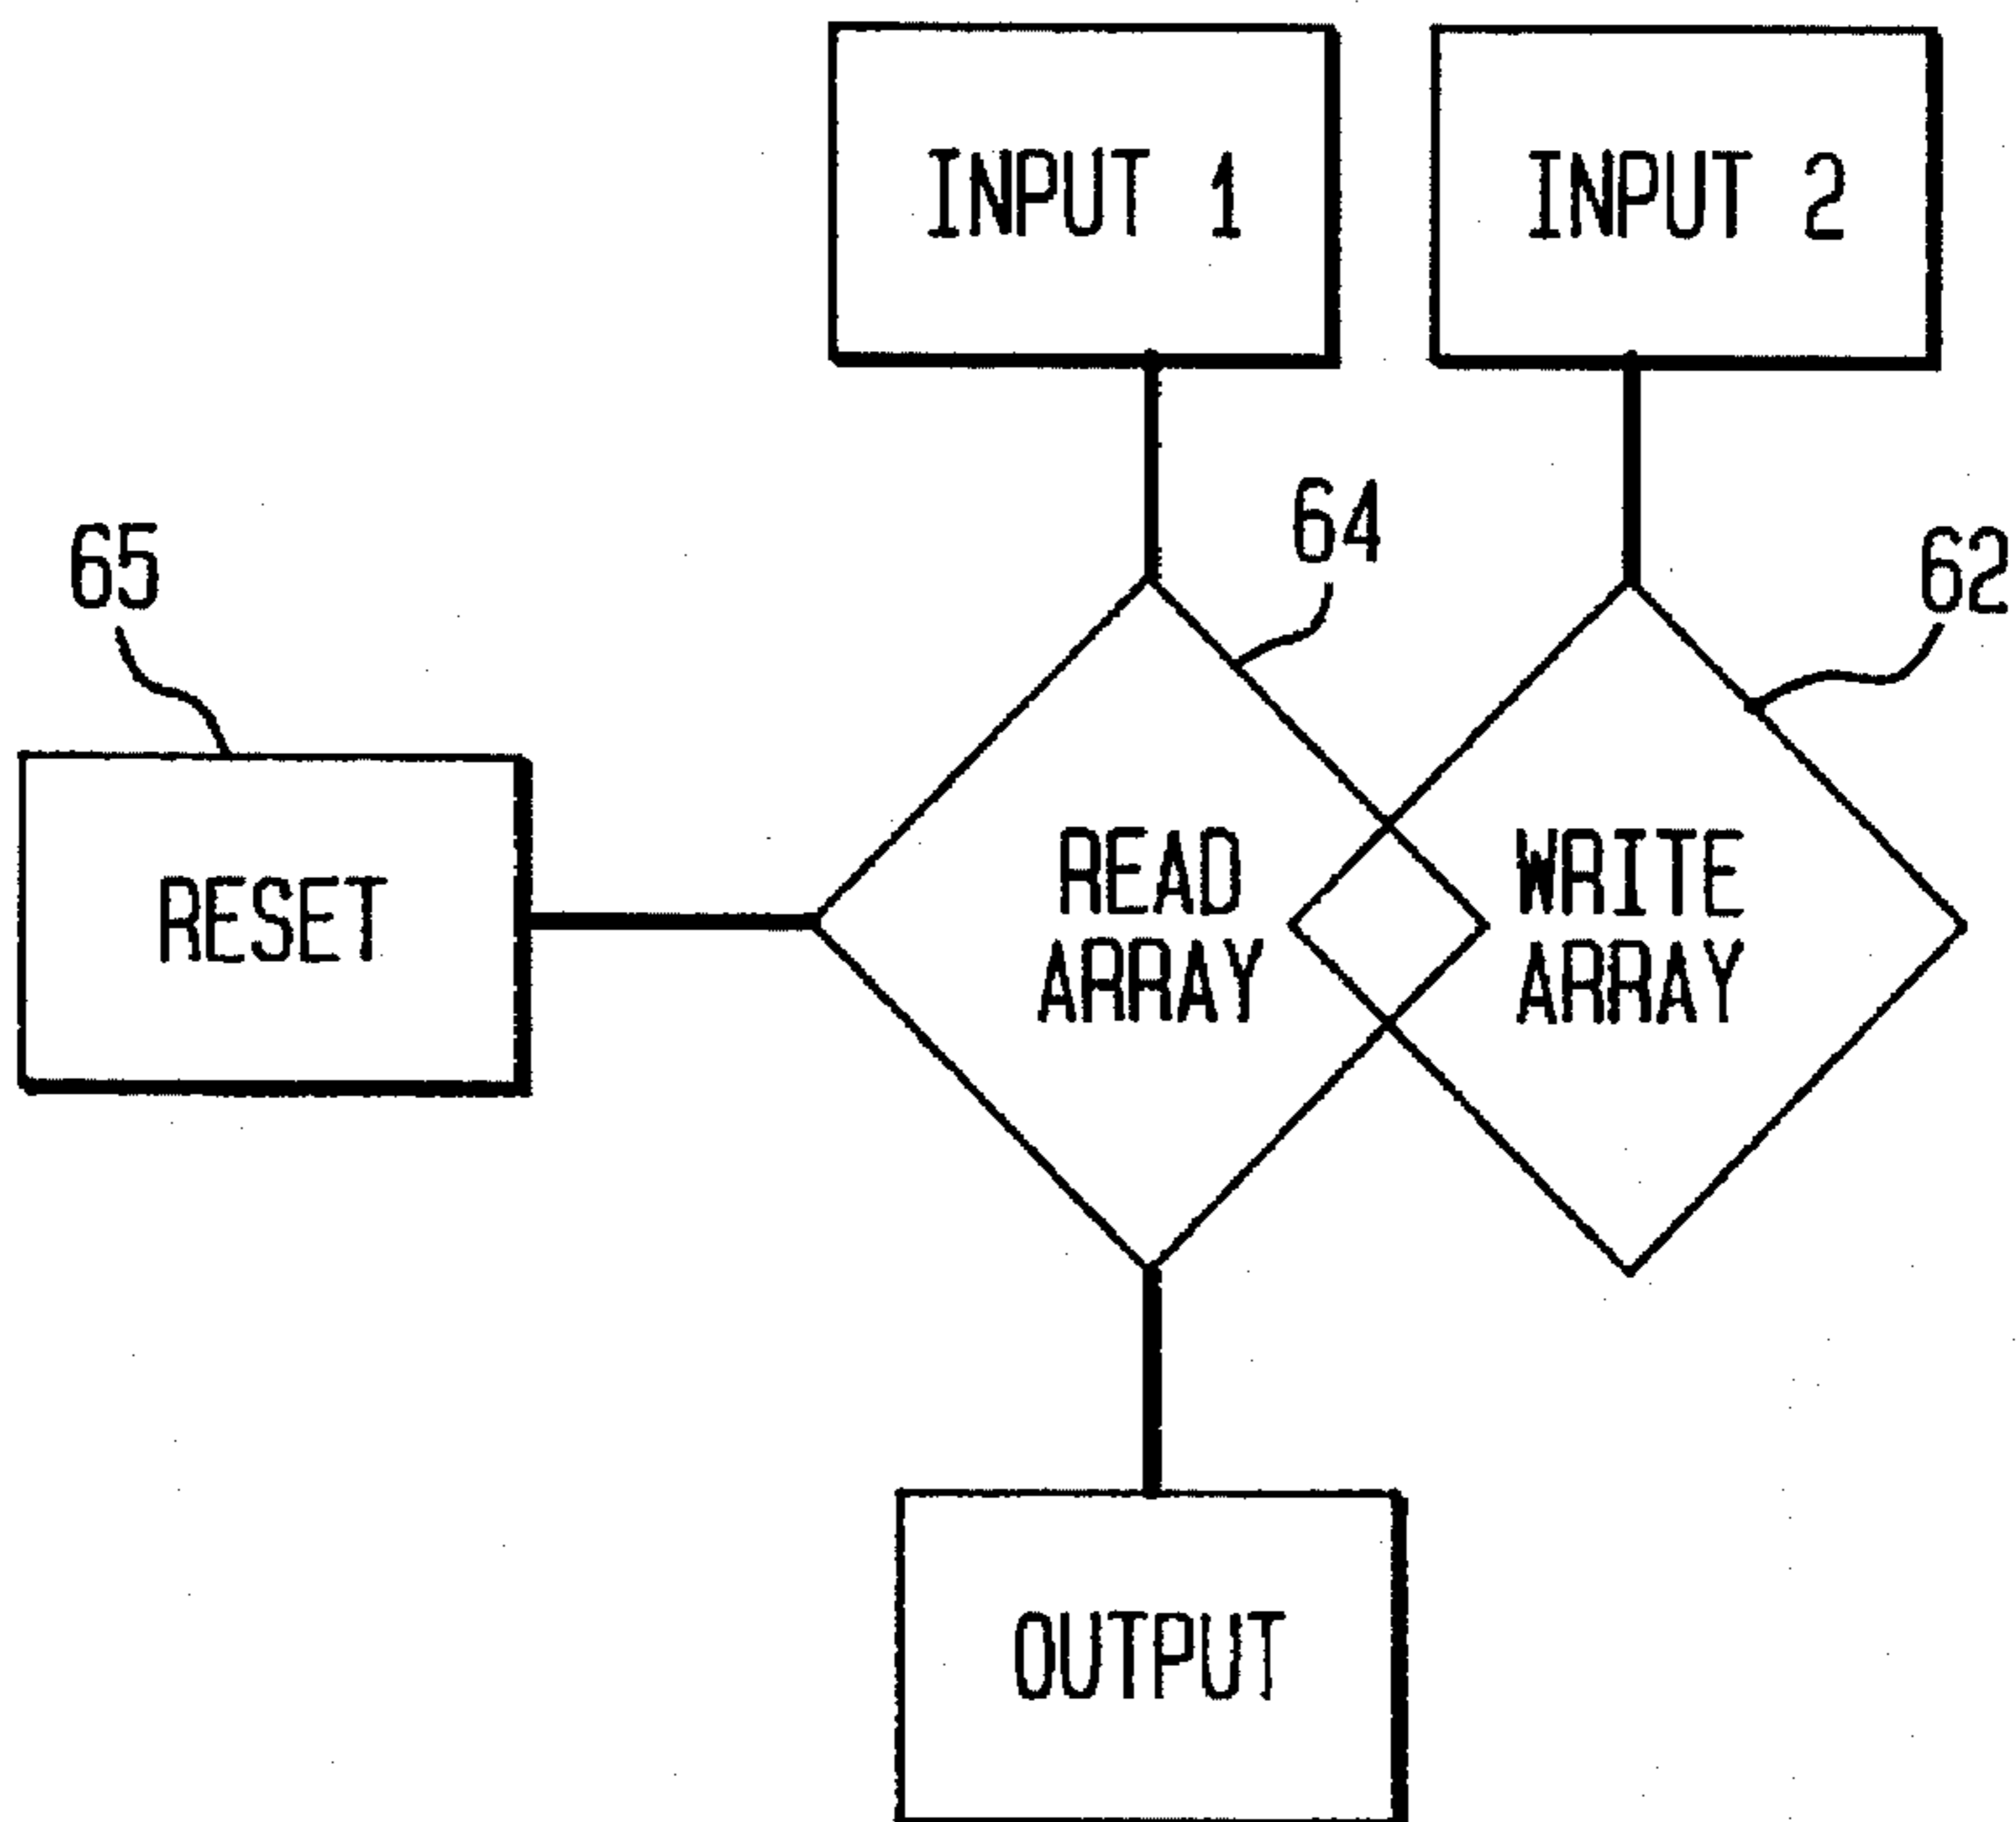 INPUT 1
INPUT 2
64
65
62
READ
ARRAY
WRITE
ARRAY
RESET
OUTPUT